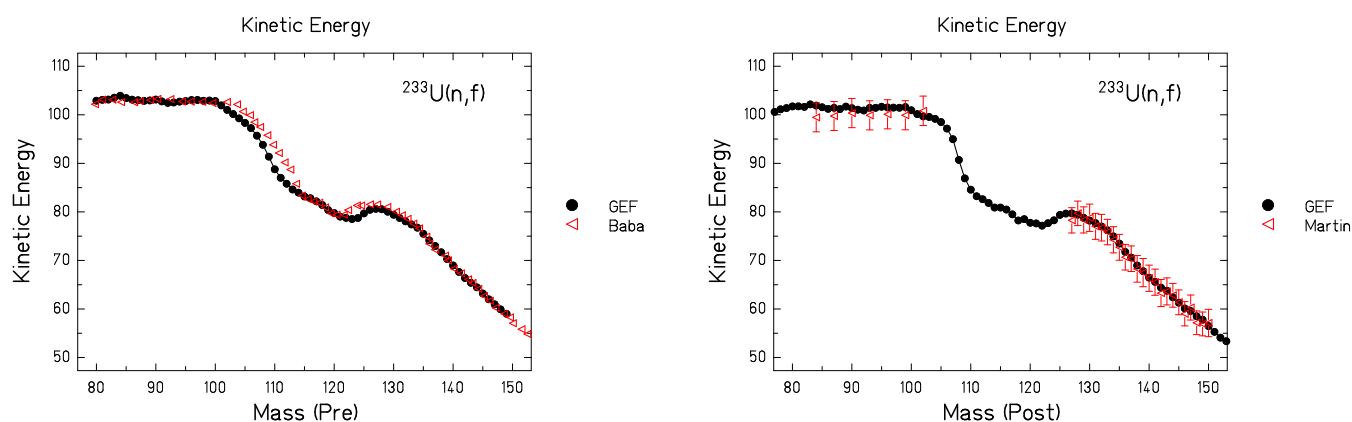 Kinetic Energy
110
100
90
80
70
60
50
Kinetic Energy
²³³U(n,f)
80 90 100 110 120 130 140 150
Mass (Pre)
GEF
Baba
Kinetic Energy
110
100
90
80
70
60
50
Kinetic Energy
²³³U(n,f)
80 90 100 110 120 130 140 150
Mass (Post)
GEF
Martin